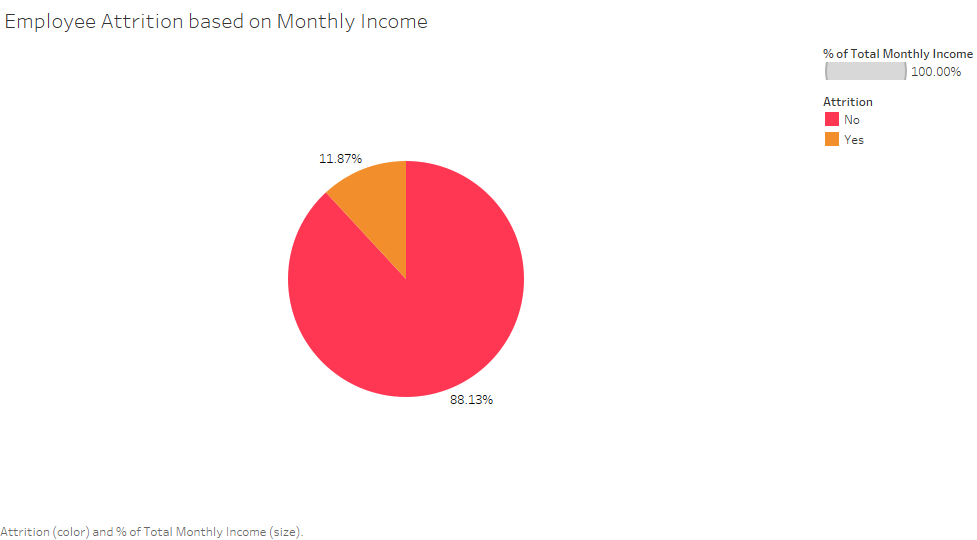 Employee Attrition based on Monthly Income
% of Total Monthly Income
100.00%
Attrition
No
Yes
11.87%
88.13%
Attrition (color) and % of Total Monthly Income (size).